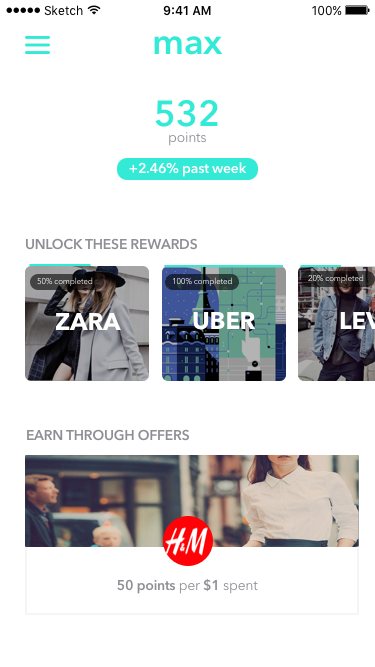 Sketch 9:41 AM 100%
max
532
points
+2.46% past week
UNLOCK THESE REWARDS
50% completed
ZARA
100% completed
UBER
20% completed
LEV
EARN THROUGH OFFERS
H&M
50 points per $1 spent